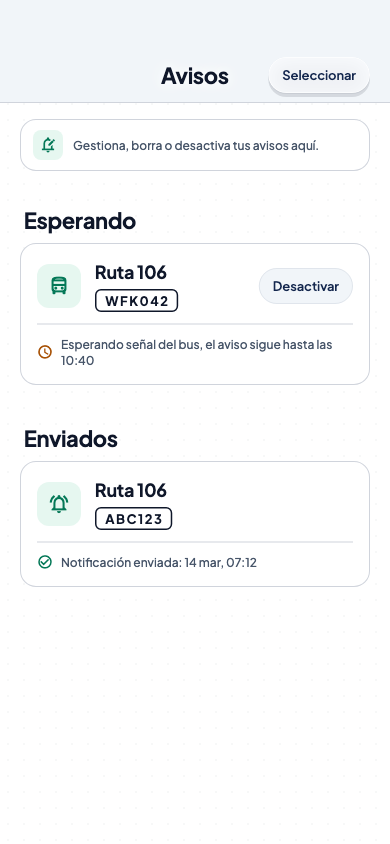 Avisos
Seleccionar
Gestiona, borra o desactiva tus avisos aquí.
Esperando
Ruta 106
WFK042
Desactivar
Esperando señal del bus, el aviso sigue hasta las
10:40
Enviados
Ruta 106
ABC123
Notificación enviada: 14 mar, 07:12